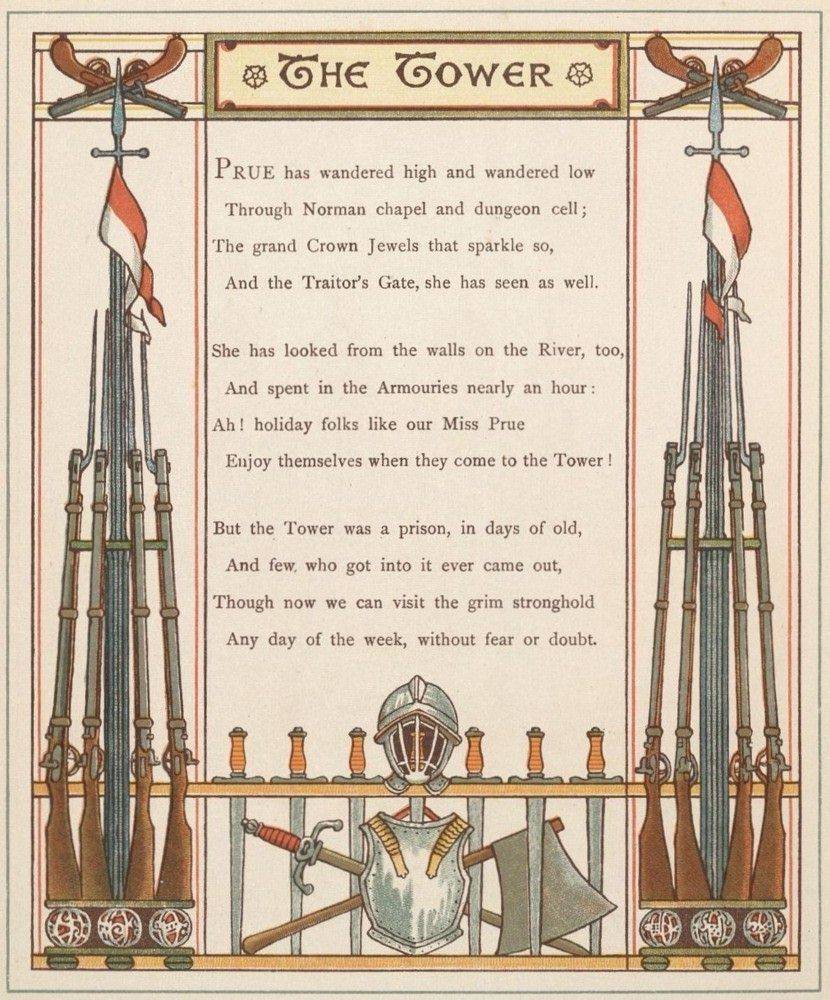 THE TOWER
PRUE has wandered high and wandered low
Through Norman chapel and dungeon cell;
The grand Crown Jewels that sparkle so,
And the Traitor's Gate, she has seen as well.
She has looked from the walls on the River, too,
And spent in the Armouries nearly an hour:
Ah! holiday folks like our Miss Prue
Enjoy themselves when they come to the Tower!
But the Tower was a prison, in days of old,
And few, who got into it ever came out,
Though now we can visit the grim stronghold
Any day of the week, without fear or doubt.